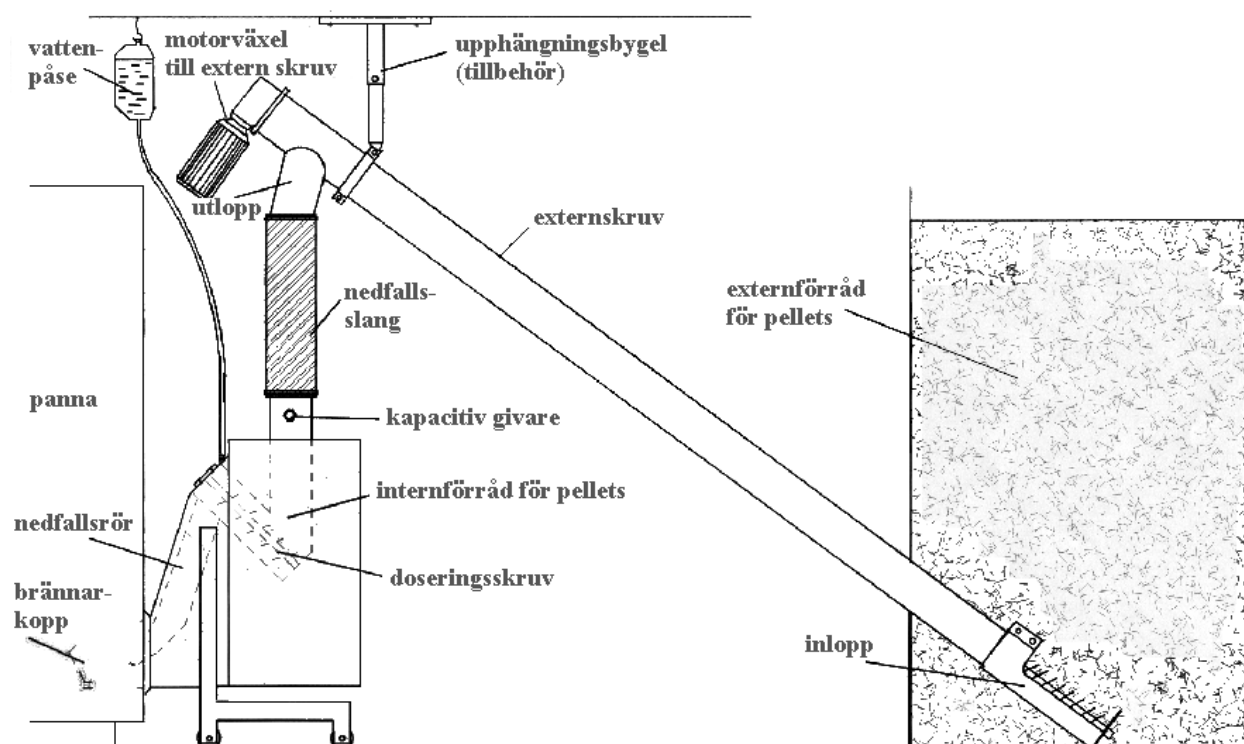 vatten-
påse
motorväxel
till extern skruv
upphängningsbygel
(tillbehör)
utlopp
externskruv
nedfalls-
slang
externförråd
för pellets
panna
kapacitiv givare
internförråd för pellets
nedfallsrör
doseringsskruv
brännar-
kopp
inlopp